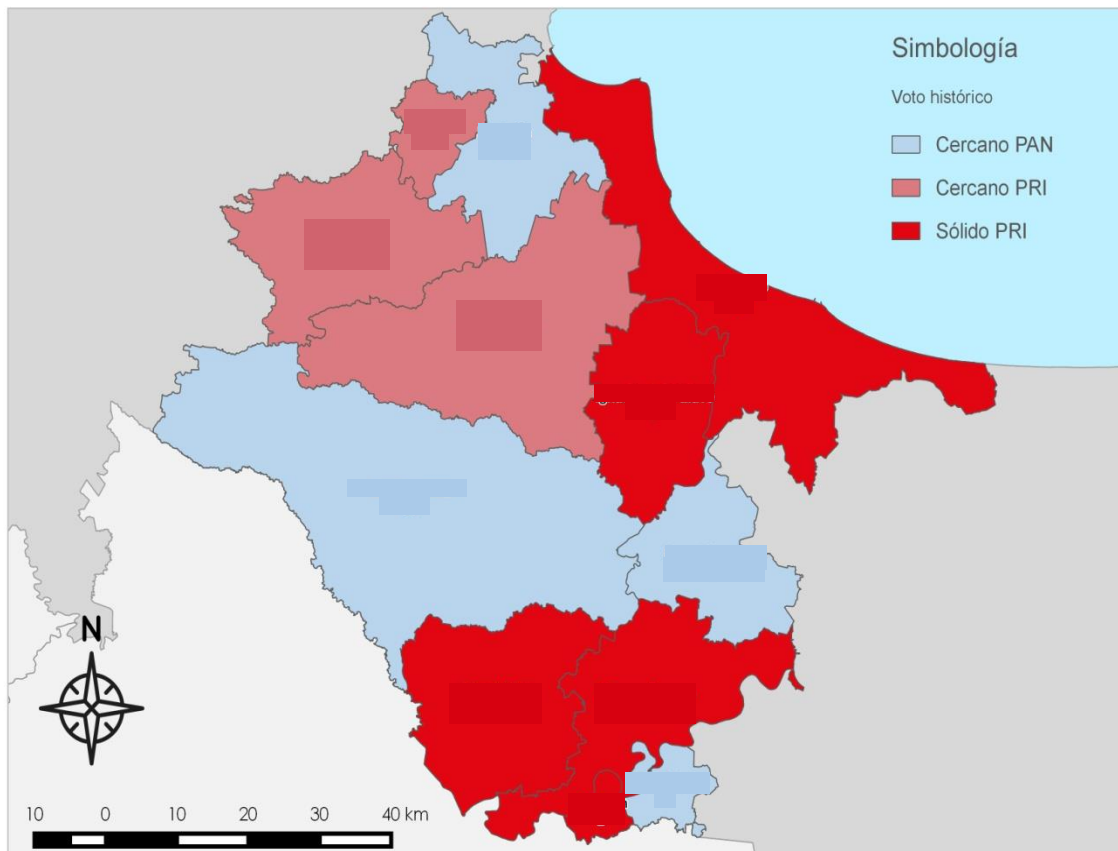 Simbología
Voto histórico
Cercano PAN
Cercano PRI
Sólido PRI
N
10 0 10 20 30 40 km